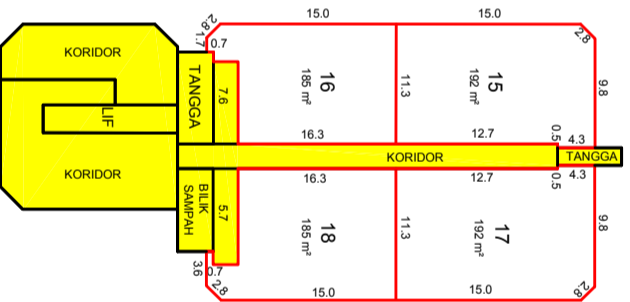 15.0
15.0
2.8
1.7
0.7
2.8
KORIDOR
TANGGA
7.6
16
185 m²
11.3
15
192 m²
9.8
LIF
16.3
12.7
0.5
4.3
KORIDOR
TANGGA
KORIDOR
16.3
12.7
0.5
4.3
BILIK
SAMPAH
5.7
18
185 m²
11.3
17
192 m²
9.8
3.6
0.7
2.8
15.0
15.0
2.8